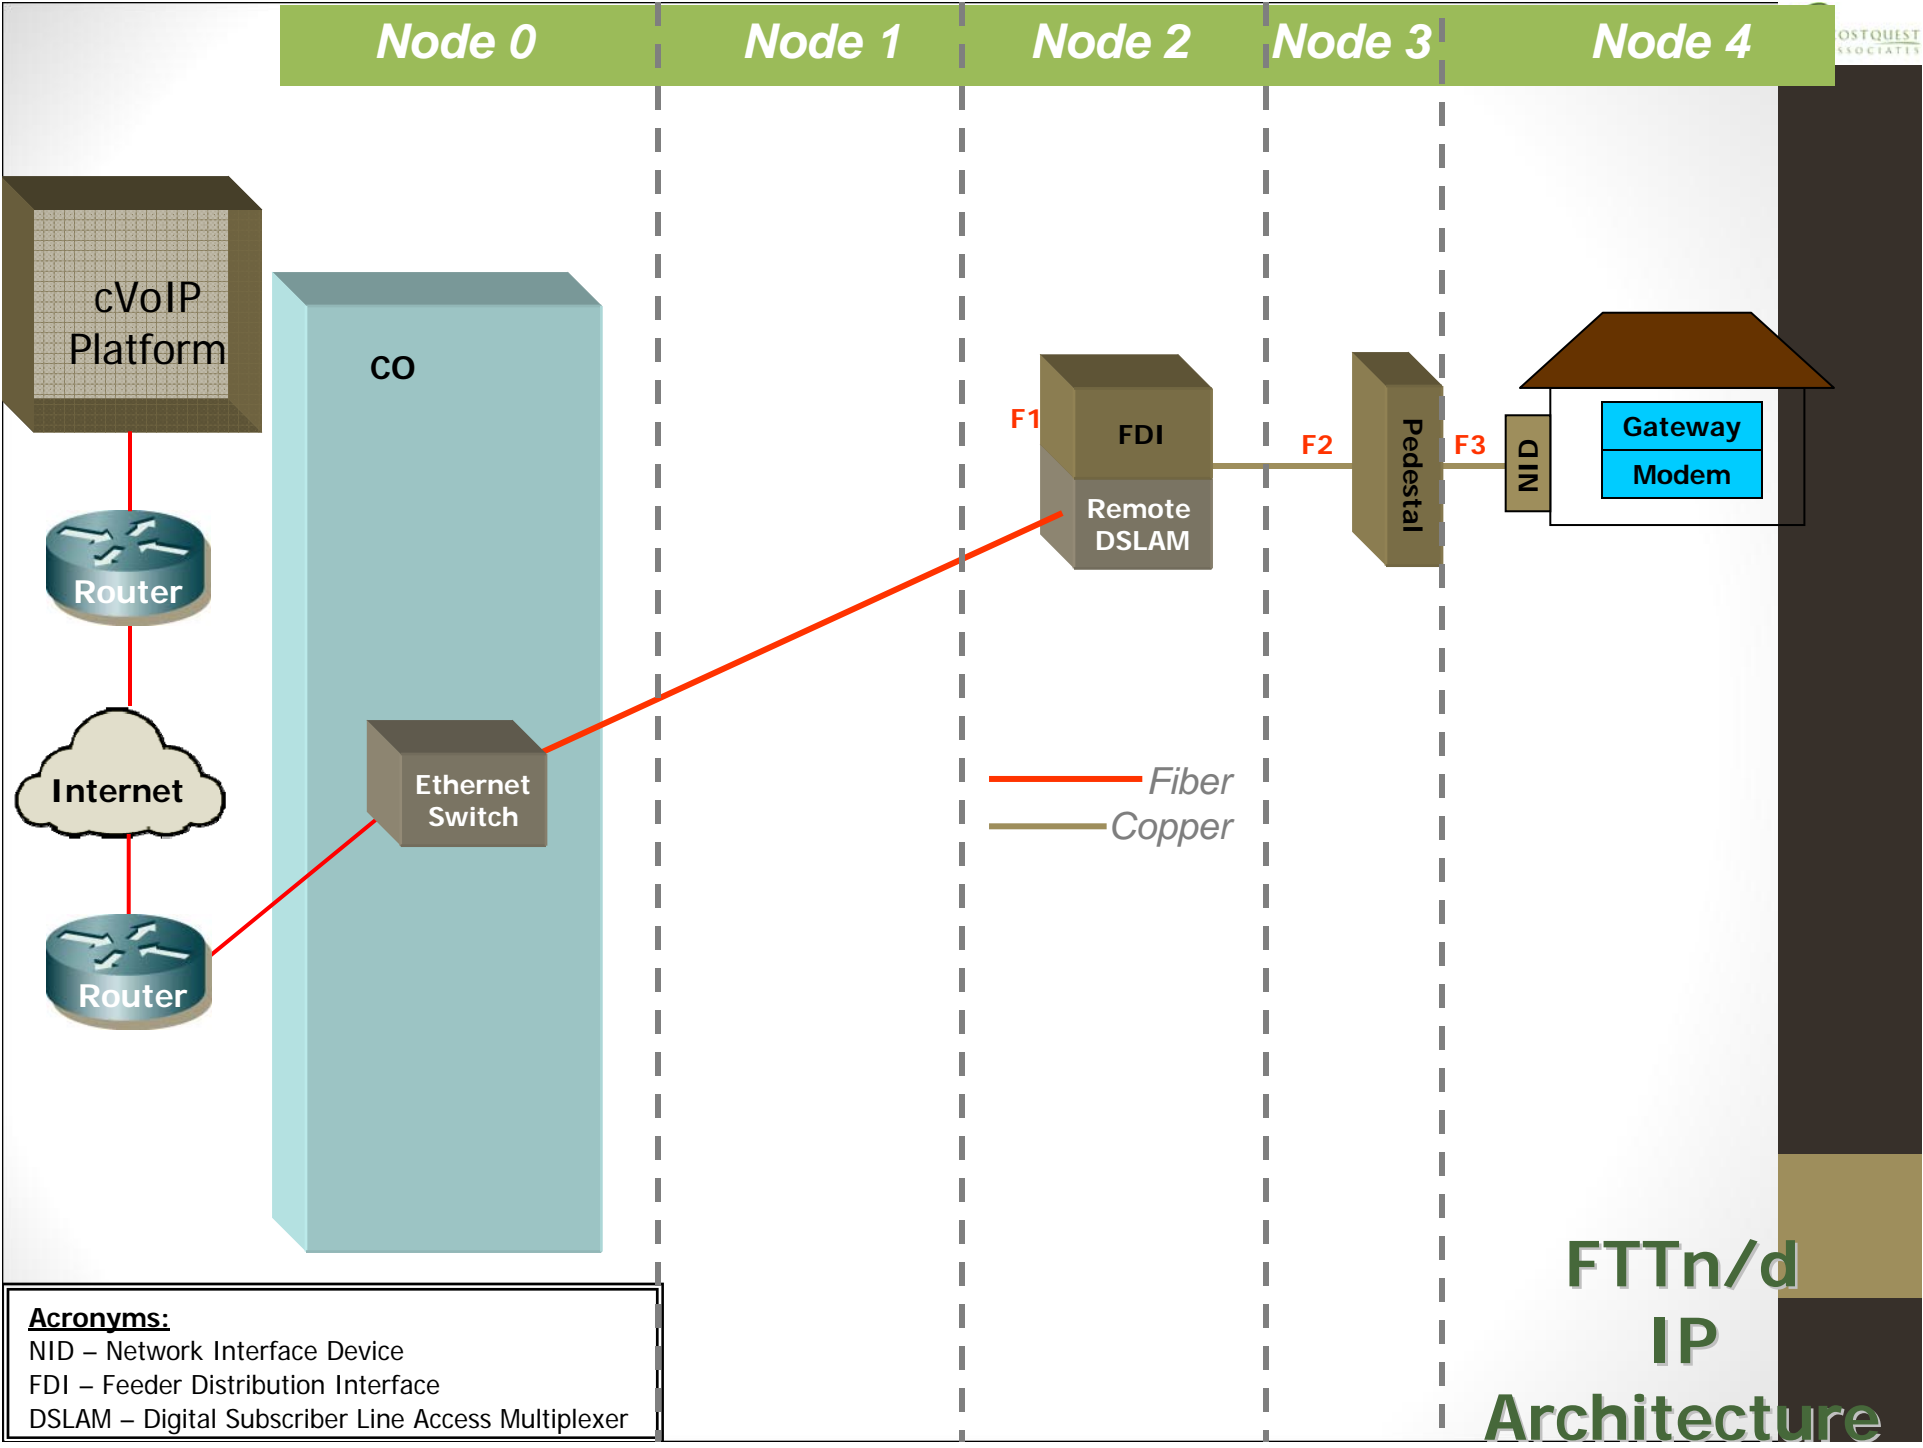 Node 0
Node 1
Node 2
Node 3
Node 4
OSTQUEST
SSOCIATES
cVoIP
Platform
CO
F1
FDI
Remote
DSLAM
F2
Pedestal
F3
NID
Gateway
Modem
Router
Internet
Ethernet
Switch
Fiber
Copper
Router
FTTn/d
IP
Architecture
Acronyms:
NID – Network Interface Device
FDI – Feeder Distribution Interface
DSLAM – Digital Subscriber Line Access Multiplexer